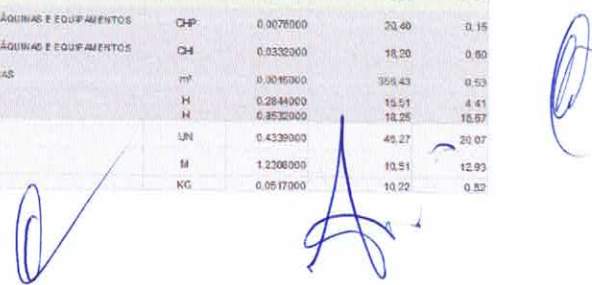 ÁQUINAS E EQUIPAMENTOS CHP 0.0076000 20,40 0,15
ÁQUINAS E EQUIPAMENTOS CHI 0.0332000 18,20 0,60
AS m³ 0.0015000 356,43 0,53
H 0.2844000 15,51 4,41
H 0.8532000 18,25 15,57
UN 0.4339000 46,27 20,07
M 1.2308000 10,51 12,93
KG 0.0517000 10,22 0,52